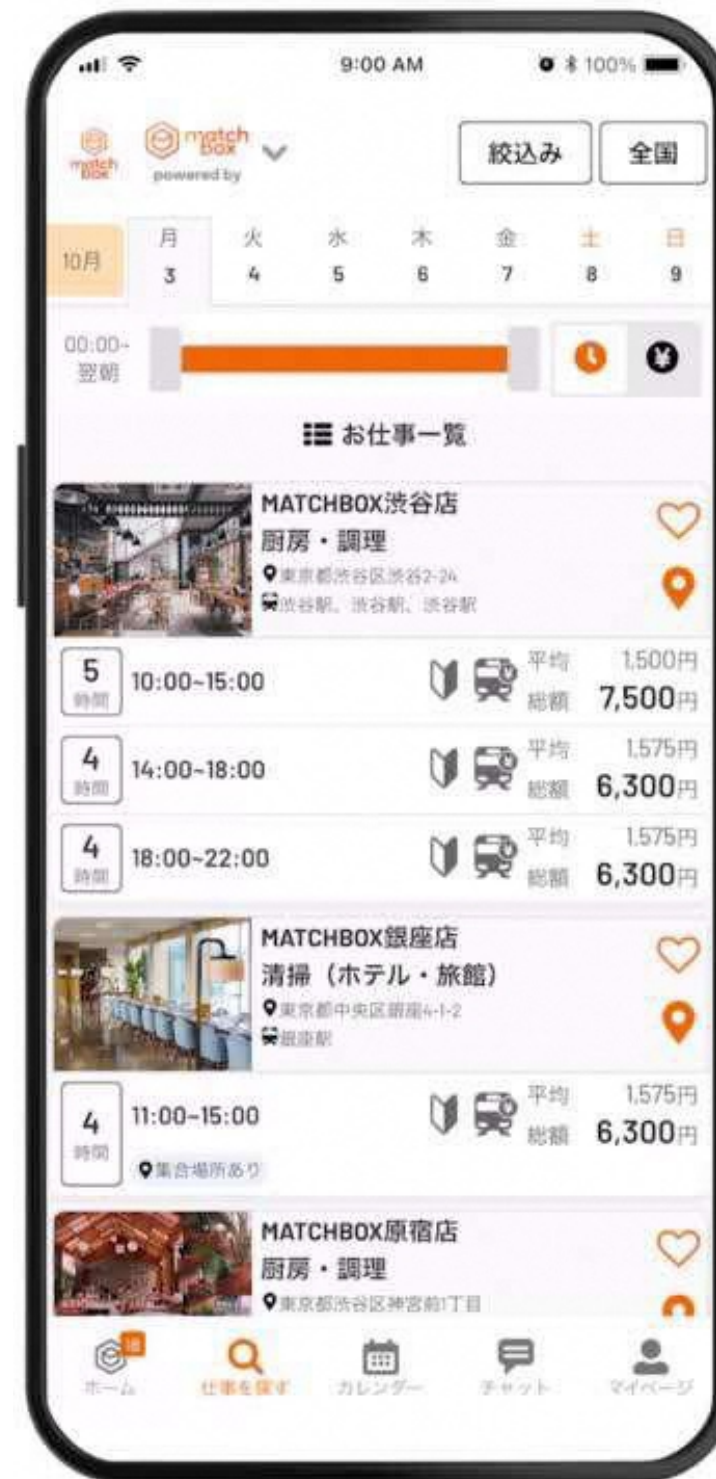 9:00 AM
100%
match box
match box
powered by
絞込み
全国
10月
月 火 水 木 金 土 日
3 4 5 6 7 8 9
00:00~
翌朝
お仕事一覧
MATCHBOX渋谷店
厨房・調理
東京都渋谷区渋谷2-24
渋谷駅、渋谷駅、渋谷駅
5時間 10:00~15:00 平均 1,500円
総額 7,500円
4時間 14:00~18:00 平均 1,575円
総額 6,300円
4時間 18:00~22:00 平均 1,575円
総額 6,300円
MATCHBOX銀座店
清掃（ホテル・旅館）
東京都中央区銀座4-1-2
銀座駅
4時間 11:00~15:00 平均 1,575円
総額 6,300円
集合場所あり
MATCHBOX原宿店
厨房・調理
東京都渋谷区神宮前1丁目
ホーム 仕事を探す カレンダー チャット マイページ